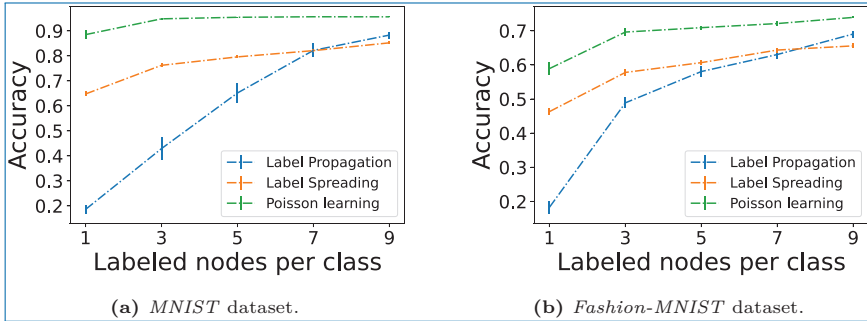 Accuracy
0.9
0.8
0.7
0.6
0.5
0.4
0.3
0.2
Label Propagation
Label Spreading
Poisson learning
1 3 5 7 9
Labeled nodes per class
(a) MNIST dataset.
Accuracy
0.7
0.6
0.5
0.4
0.3
0.2
Label Propagation
Label Spreading
Poisson learning
1 3 5 7 9
Labeled nodes per class
(b) Fashion-MNIST dataset.